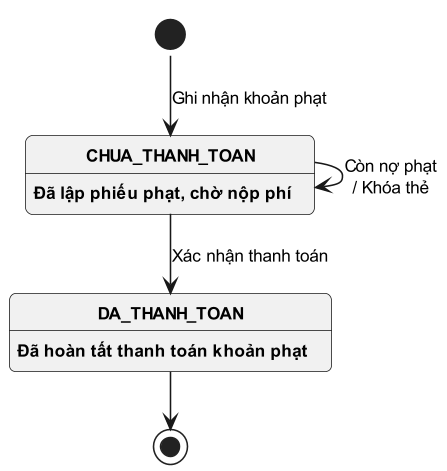 Ghi nhận khoản phạt
CHUA_THANH_TOAN
Đã lập phiếu phạt, chờ nộp phí
Còn nợ phạt
/ Khóa thẻ
Xác nhận thanh toán
DA_THANH_TOAN
Đã hoàn tất thanh toán khoản phạt